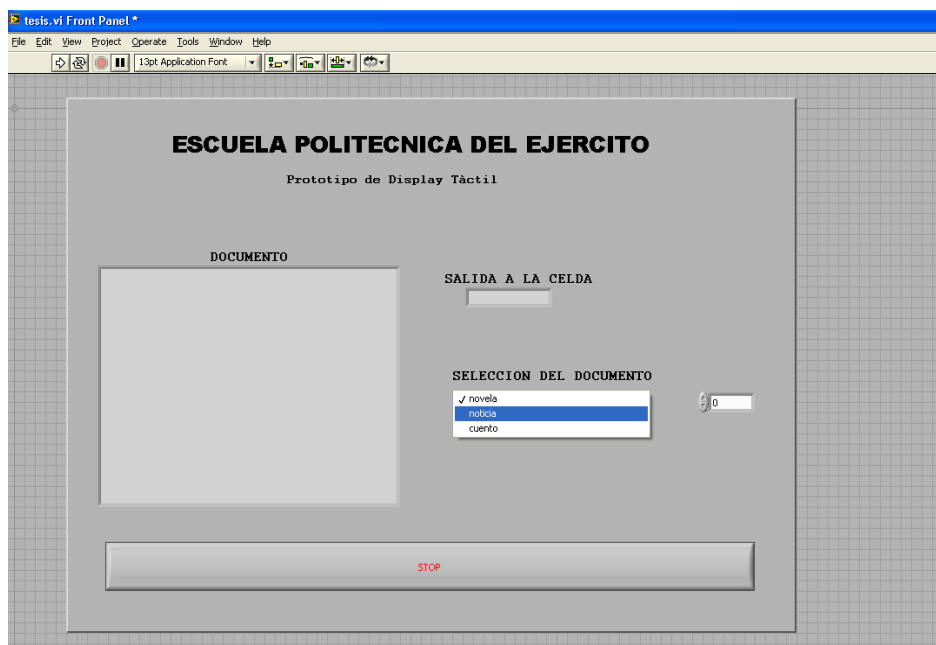 tesis.vi Front Panel *
File Edit View Project Operate Tools Window Help
13pt Application Font
ESCUELA POLITECNICA DEL EJERCITO
Prototipo de Display Tàctil
DOCUMENTO
SALIDA A LA CELDA
SELECCION DEL DOCUMENTO
✓ novela
noticia
cuento
0
STOP